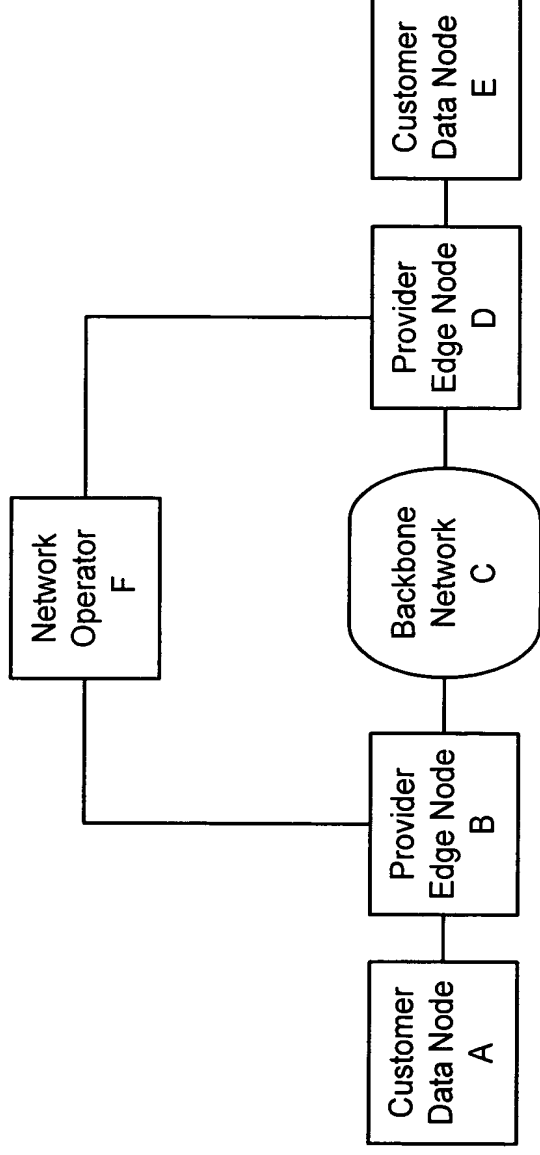 Network
Operator
F
Customer
Data Node
A
Provider
Edge Node
B
Backbone
Network
C
Provider
Edge Node
D
Customer
Data Node
E